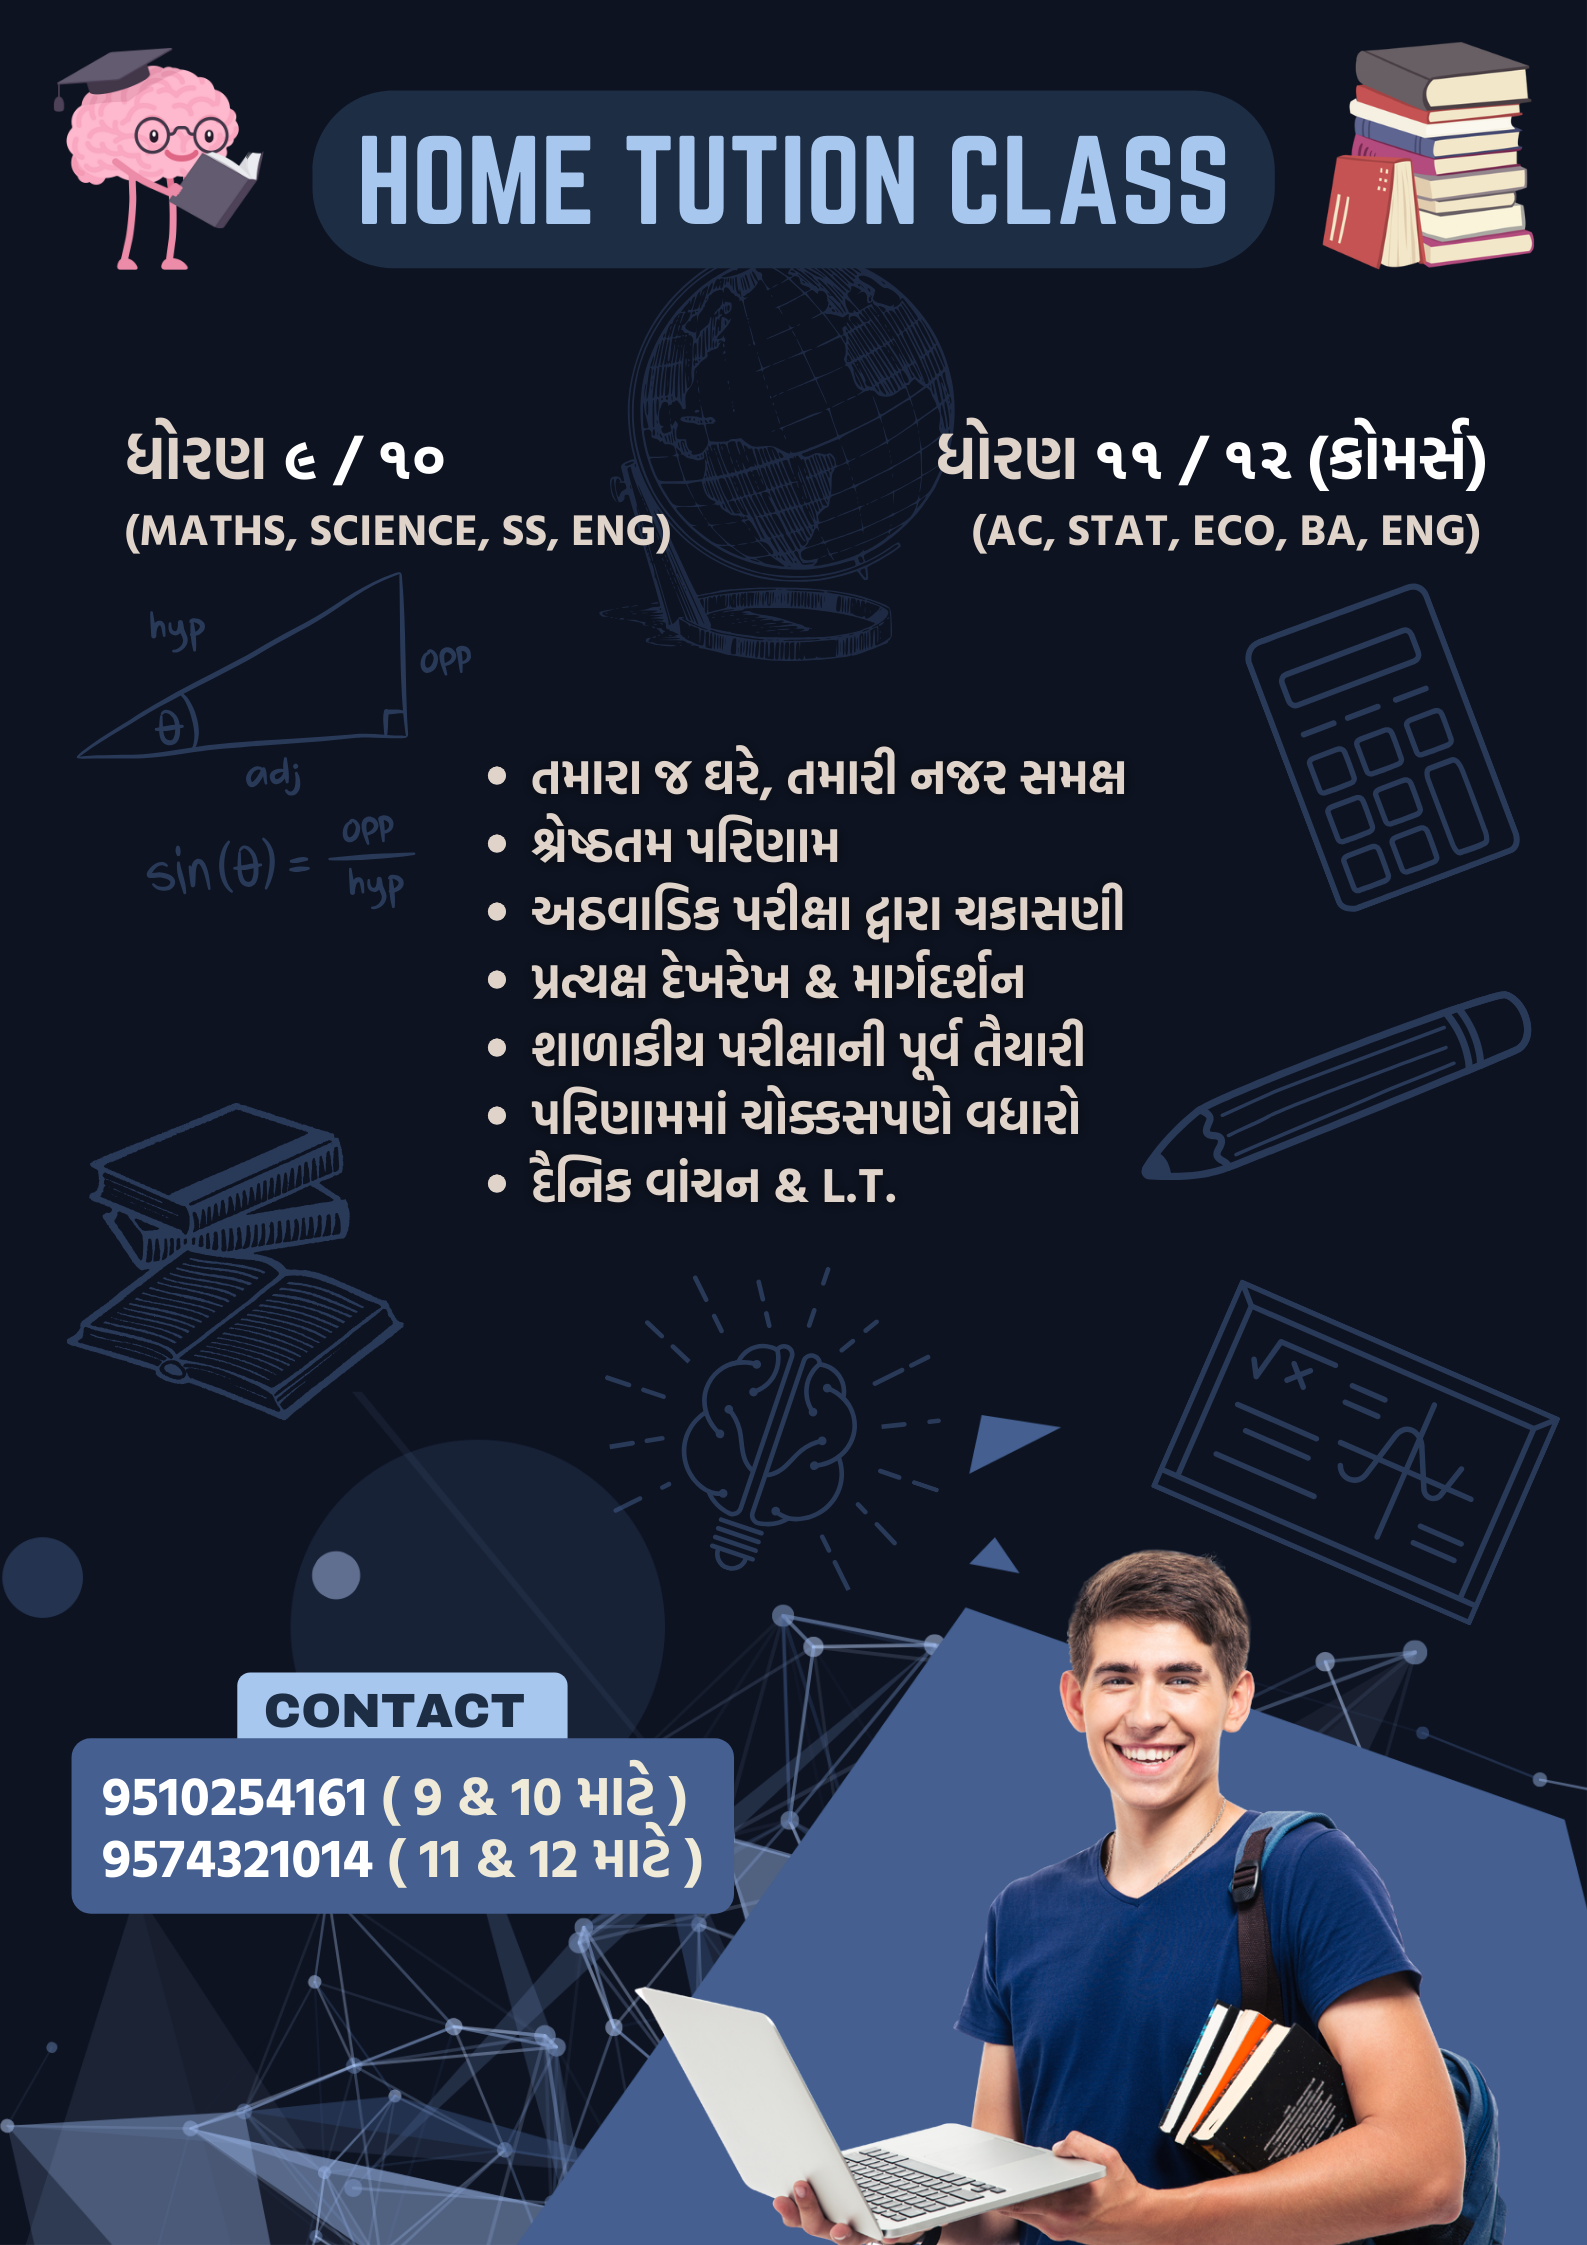 HOME TUTION CLASS
ધોરણ ૯ / ૧૦
(MATHS, SCIENCE, SS, ENG)
ધોરણ ૧૧ / ૧૨ (કોમર્સ)
(AC, STAT, ECO, BA, ENG)
hyp
opp
θ
adj
sin(θ) = opp
hyp
• તમારા જ ઘરે, તમારી નજર સમક્ષ
• શ્રેષ્ઠતમ પરિણામ
• અઠવાડિક પરીક્ષા દ્વારા ચકાસણી
• પ્રત્યક્ષ દેખરેખ & માર્ગદર્શન
• શાળાકીય પરીક્ષાની પૂર્વ તૈયારી
• પરિણામમાં ચોક્કસપણે વધારો
• દૈનિક વાંચન & L.T.
√x
CONTACT
9510254161 ( 9 & 10 માટે )
9574321014 ( 11 & 12 માટે )